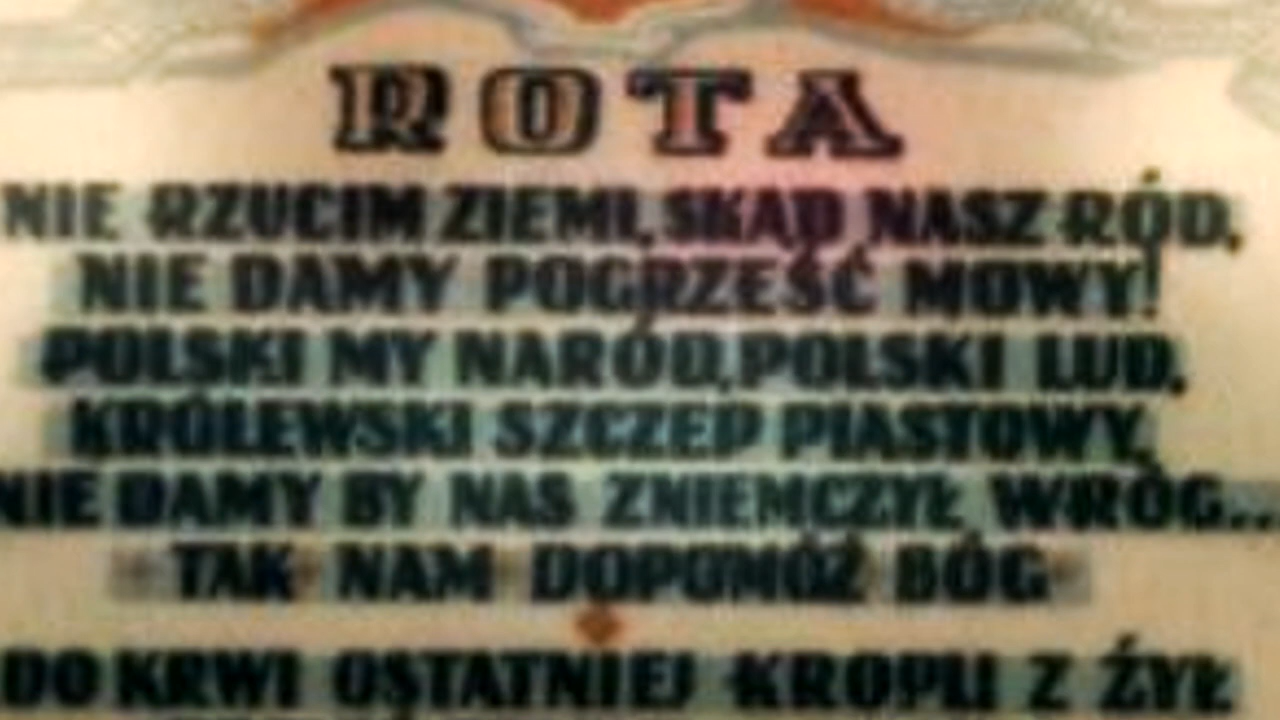 ROTA
NIE RZUCIM ZIEMI, SKĄD NASZ RÓD,
NIE DAMY POGRZEŚĆ MOWY!
POLSKI MY NARÓD, POLSKI LUD,
KRÓLEWSKI SZCZEP PIASTOWY,
NIE DAMY BY NAS ZNIEMCZYŁ WRÓG...
TAK NAM DOPOMÓŻ BÓG
DO KRWI OSTATNIEJ KROPLI Z ŻYŁ